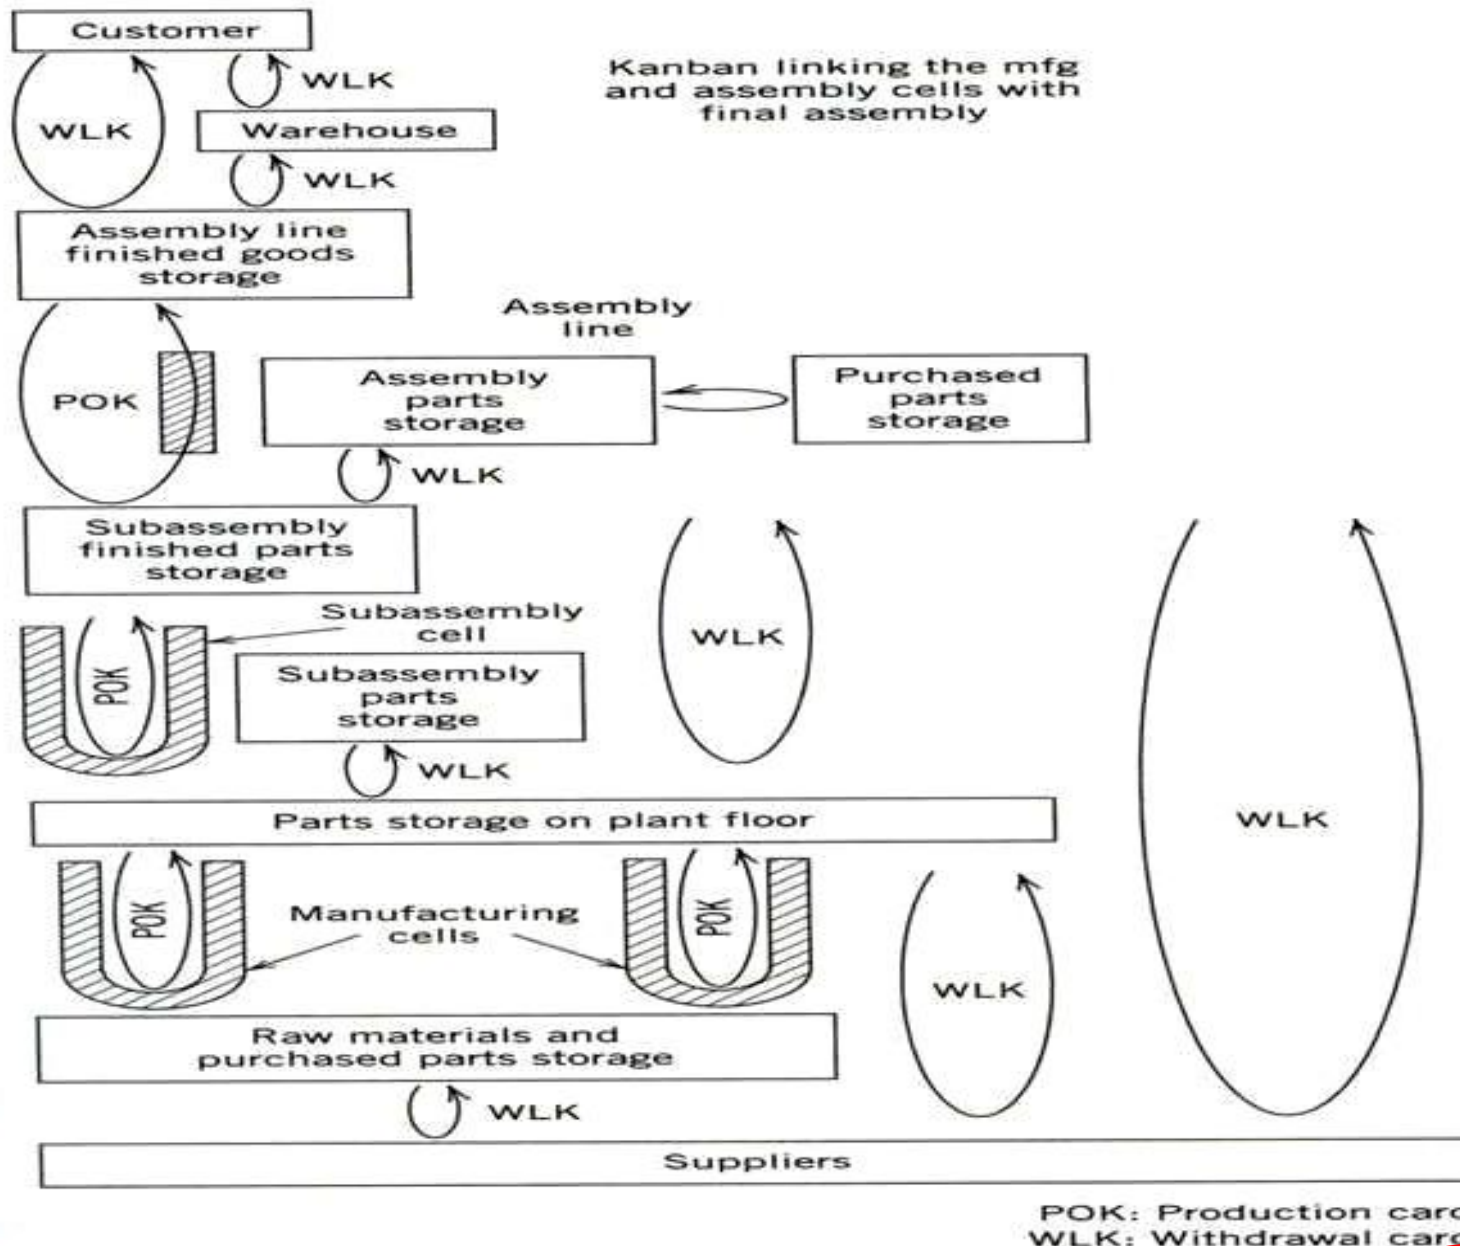 Customer
WLK
Kanban linking the mfg
and assembly cells with
final assembly
WLK
Warehouse
WLK
Assembly line
finished goods
storage
Assembly
line
POK
Assembly
parts
storage
Purchased
parts
storage
WLK
Subassembly
finished parts
storage
Subassembly
cell
WLK
POK
Subassembly
parts
storage
WLK
Parts storage on plant floor
WLK
POK
Manufacturing
cells
POK
WLK
Raw materials and
purchased parts storage
WLK
Suppliers
POK: Production card
WLK: Withdrawal card